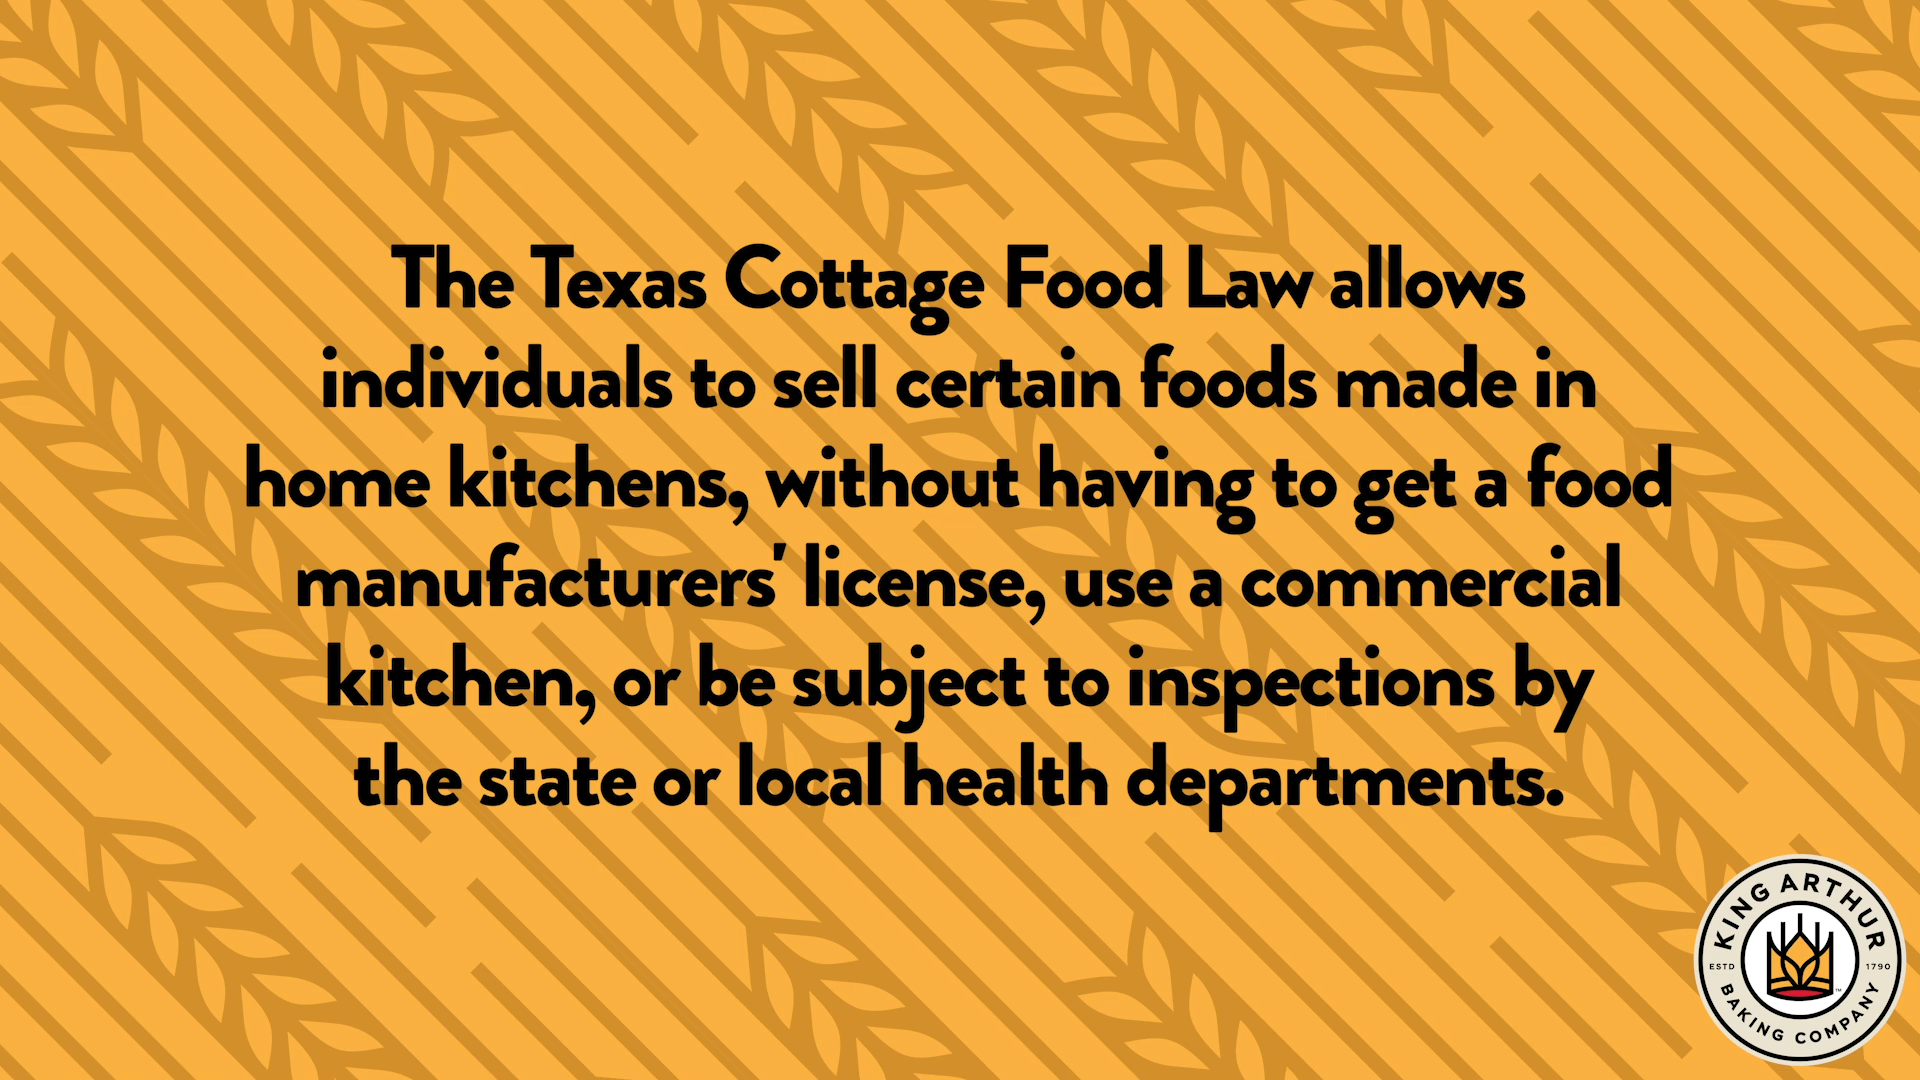 The Texas Cottage Food Law allows
individuals to sell certain foods made in
home kitchens, without having to get a food
manufacturers' license, use a commercial
kitchen, or be subject to inspections by
the state or local health departments.
KING ARTHUR
ESTD 1790
BAKING COMPANY
™